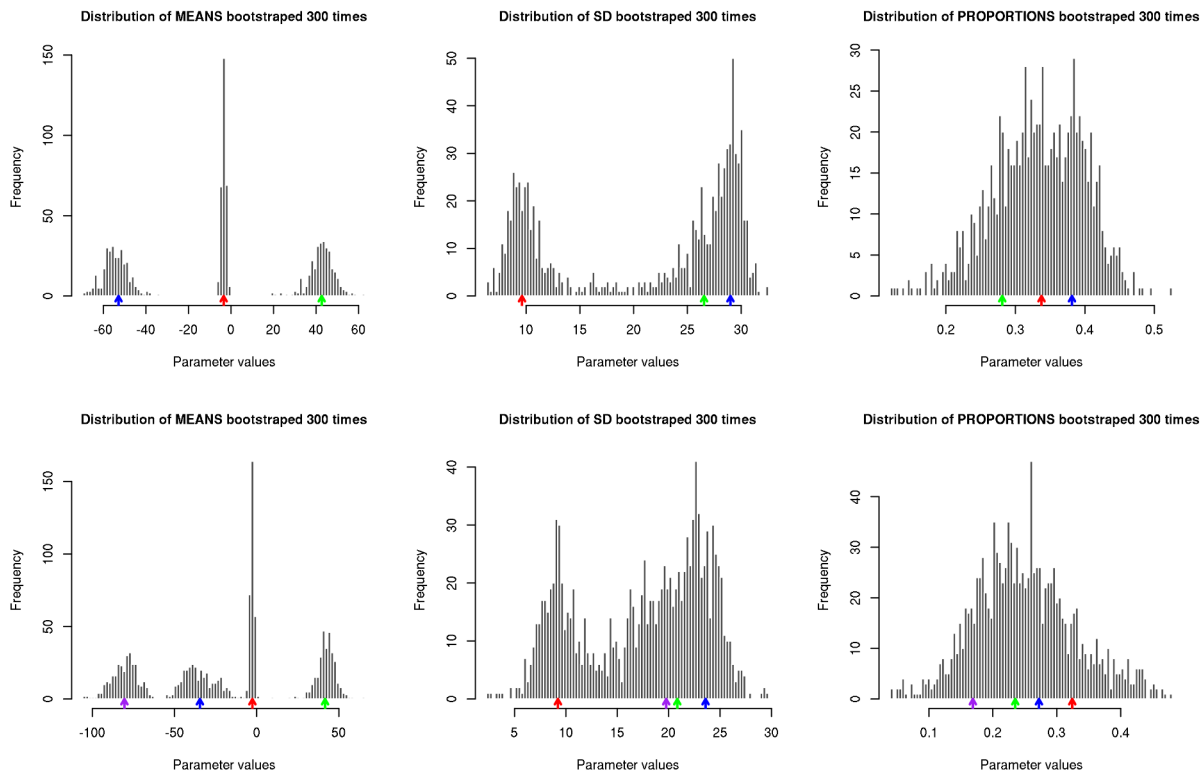 Distribution of MEANS bootstraped 300 times
Frequency
0
50
100
150
-60 -40 -20 0 20 40 60
Parameter values
Distribution of SD bootstraped 300 times
Frequency
0
10
20
30
40
50
10 15 20 25 30
Parameter values
Distribution of PROPORTIONS bootstraped 300 times
Frequency
0
5
10
15
20
25
30
0.2 0.3 0.4 0.5
Parameter values
Distribution of MEANS bootstraped 300 times
Frequency
0
50
100
150
-100 -50 0 50
Parameter values
Distribution of SD bootstraped 300 times
Frequency
0
10
20
30
40
5 10 15 20 25 30
Parameter values
Distribution of PROPORTIONS bootstraped 300 times
Frequency
0
10
20
30
40
0.1 0.2 0.3 0.4
Parameter values